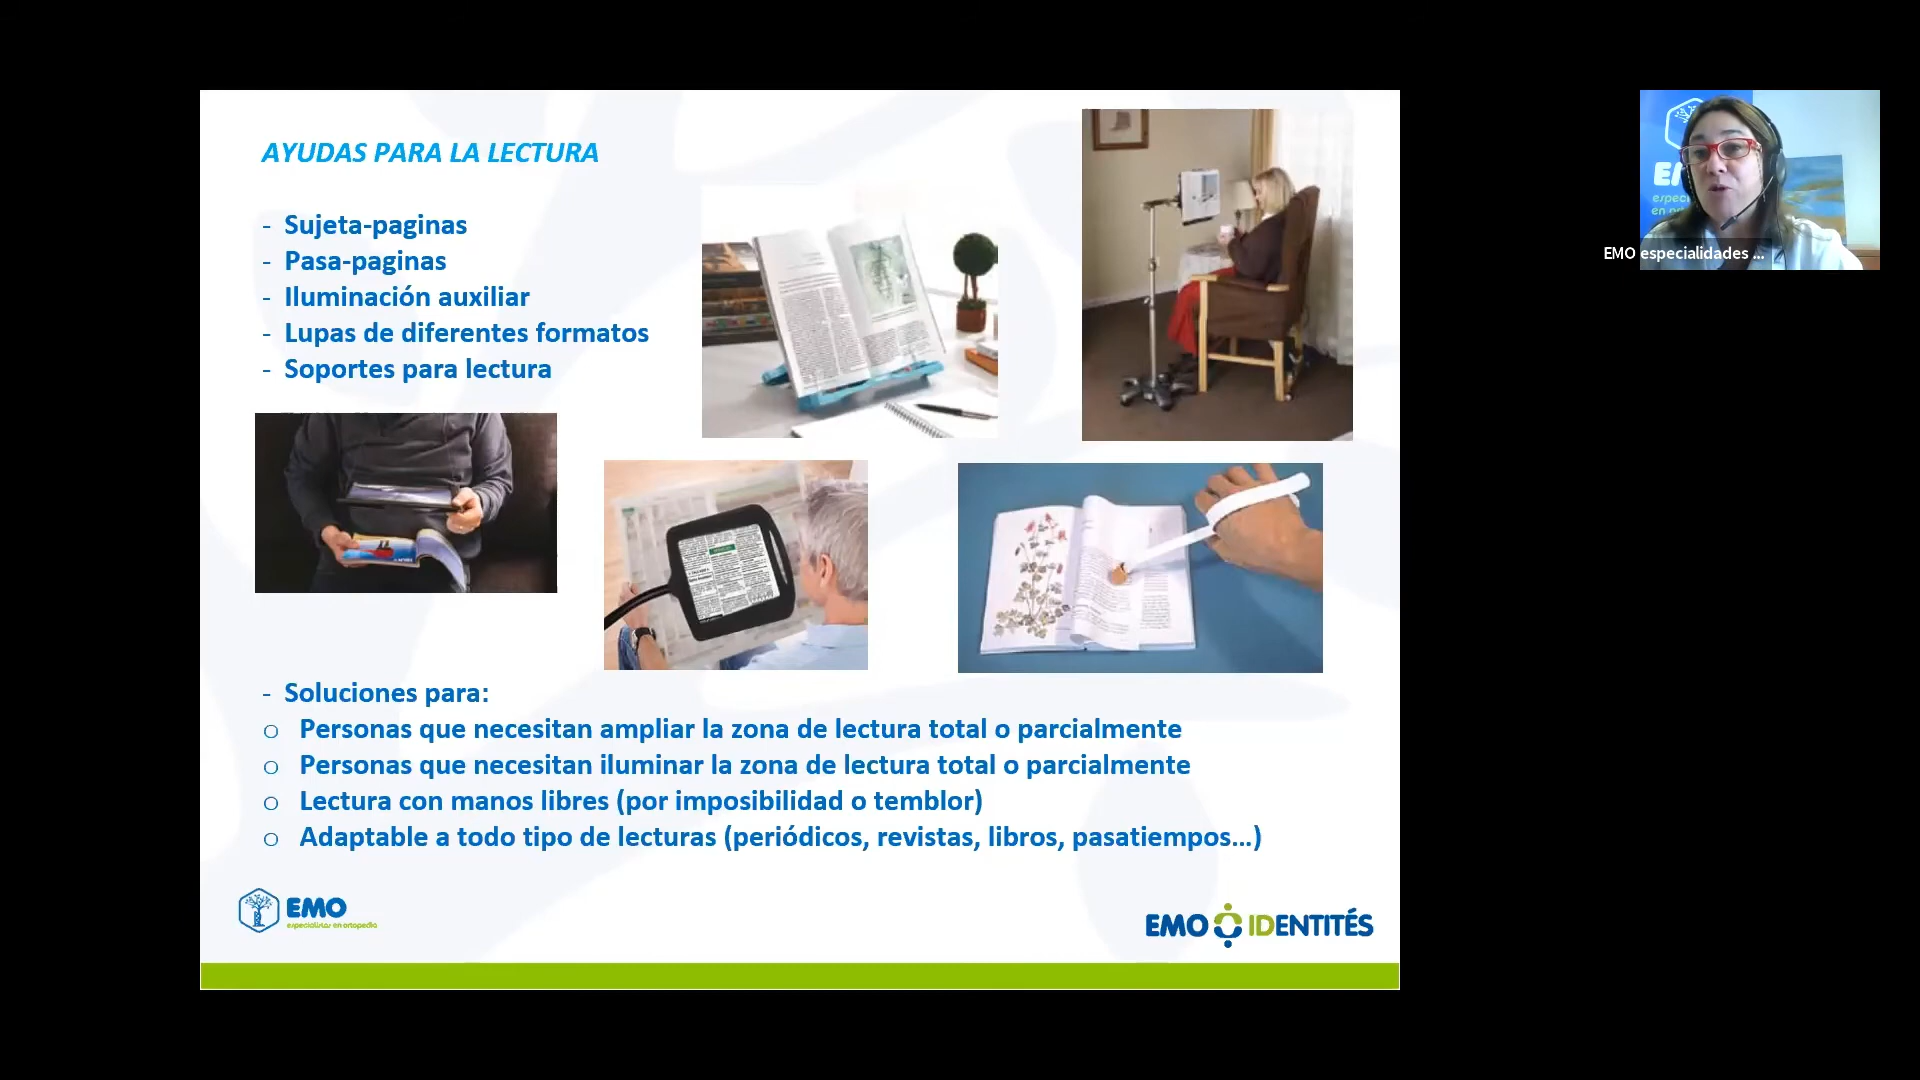 AYUDAS PARA LA LECTURA
- Sujeta-paginas
- Pasa-paginas
- Iluminación auxiliar
- Lupas de diferentes formatos
- Soportes para lectura
- Soluciones para:
o Personas que necesitan ampliar la zona de lectura total o parcialmente
o Personas que necesitan iluminar la zona de lectura total o parcialmente
o Lectura con manos libres (por imposibilidad o temblor)
o Adaptable a todo tipo de lecturas (periódicos, revistas, libros, pasatiempos...)
EMO
especialistas en ortopedia
EMO IDENTITÉS
EMO especialidades ...